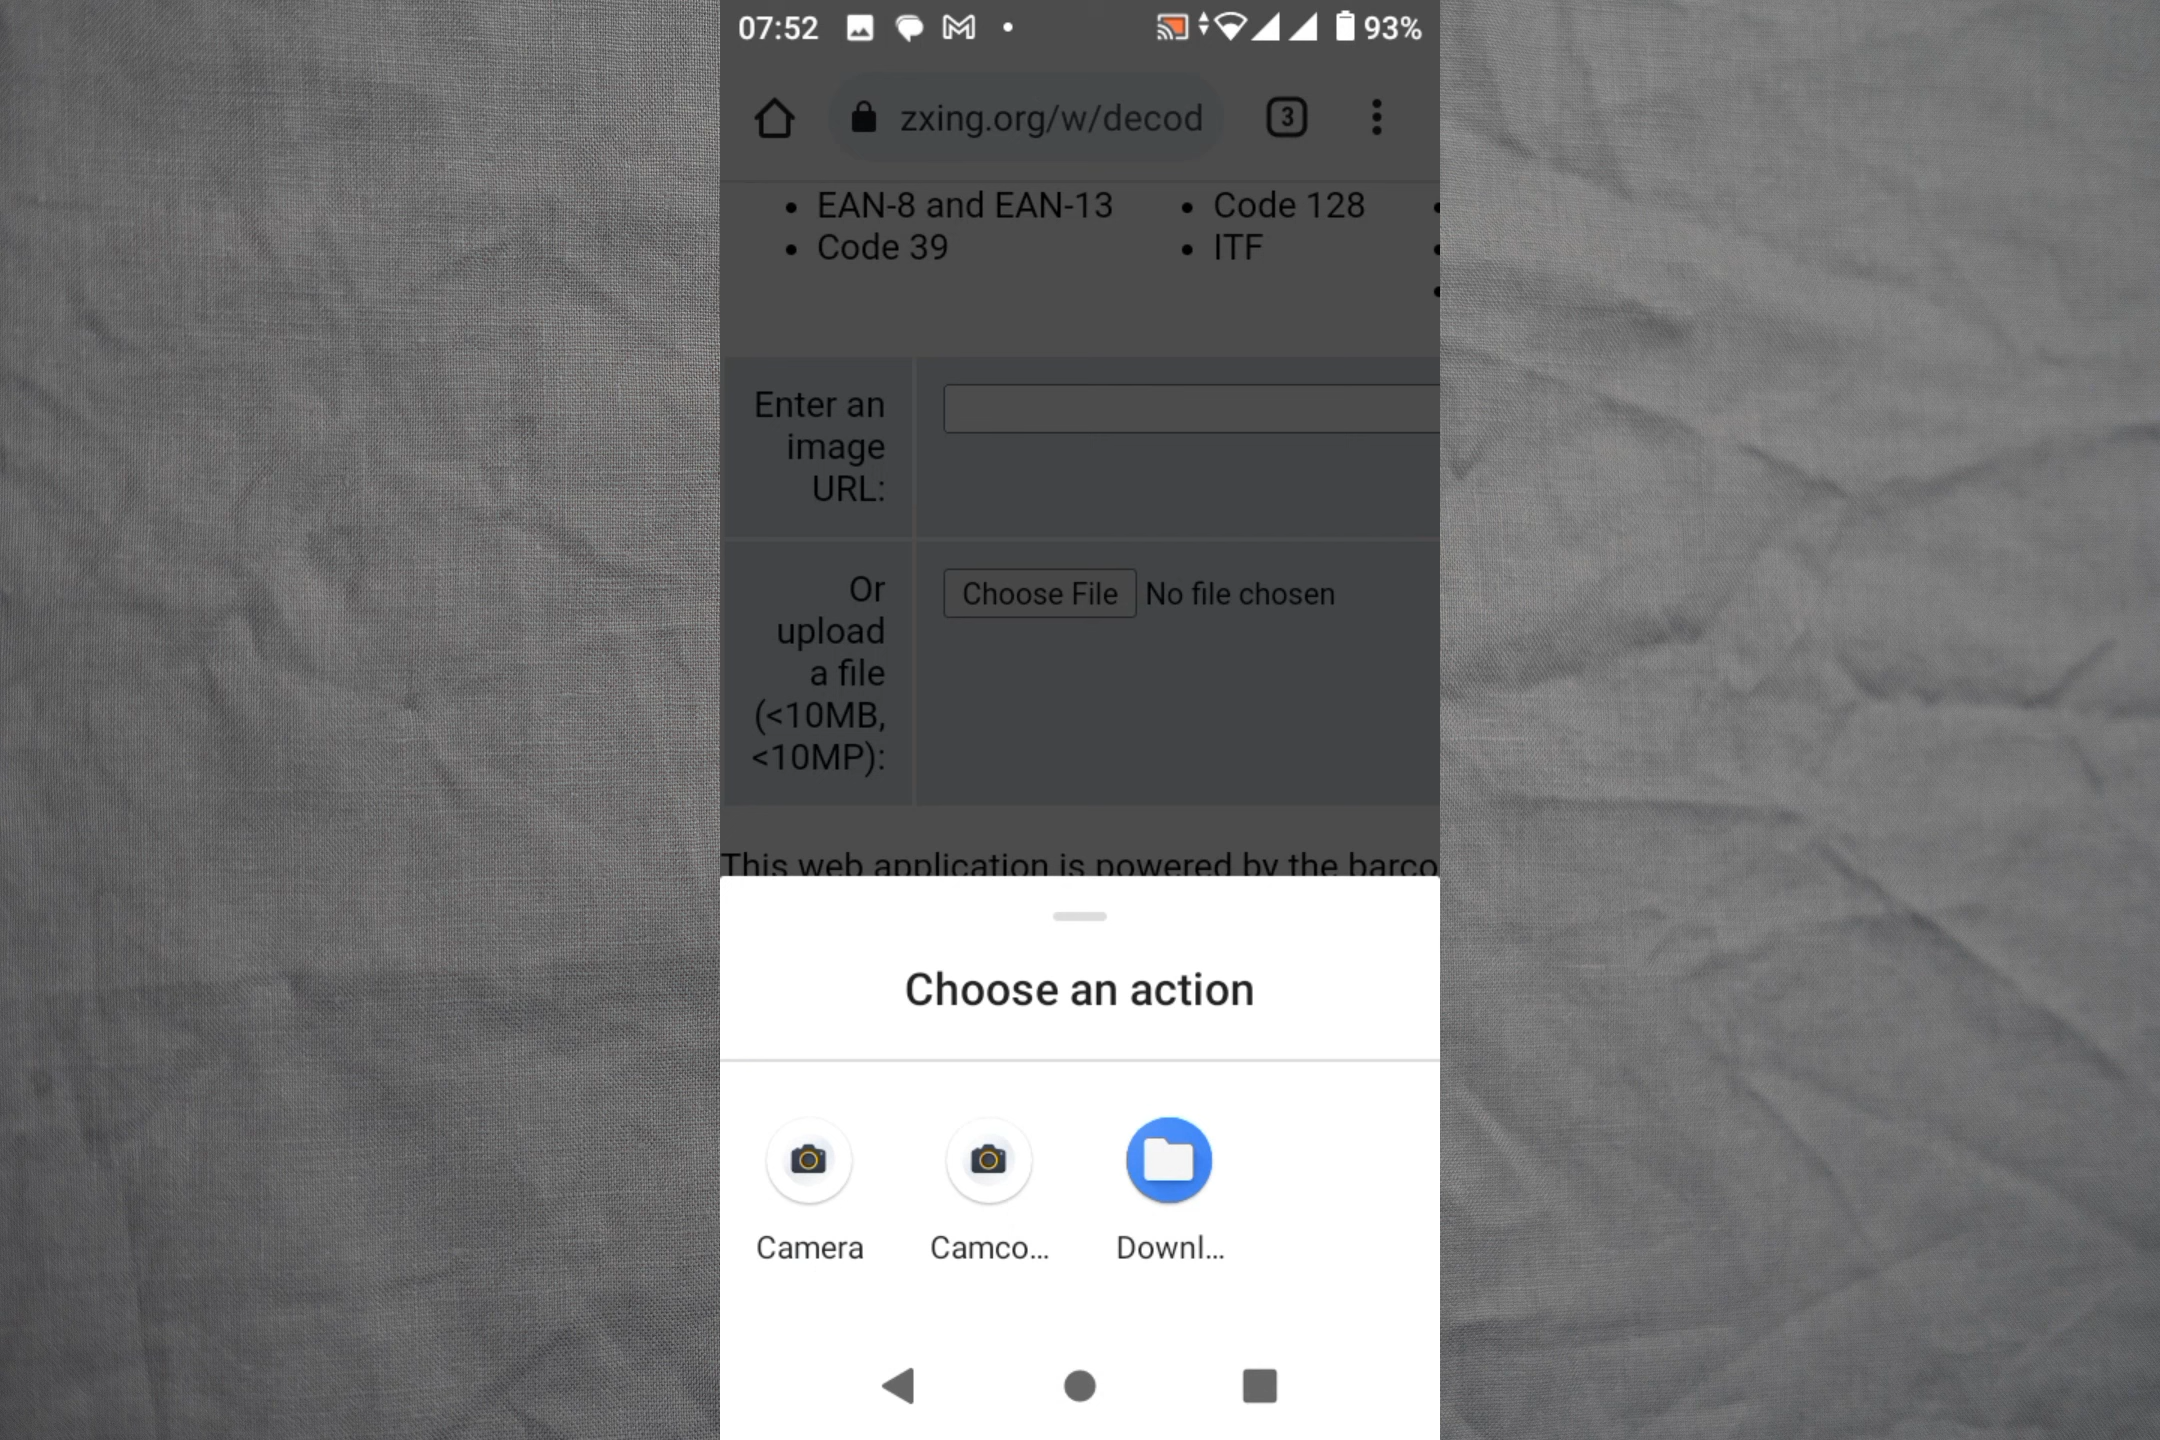 07:52
93%
zxing.org/w/decod
3
• EAN-8 and EAN-13
• Code 128
• Code 39
• ITF
Enter an
image
URL:
Or
upload
a file
(<10MB,
<10MP):
Choose File No file chosen
This web application is powered by the barco
Choose an action
Camera
Camco...
Downl...